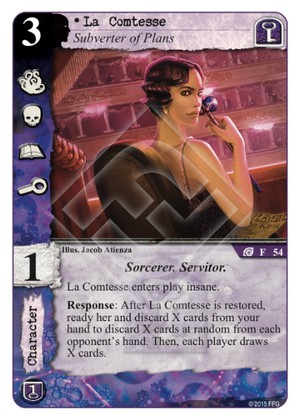 3
• La Comtesse
Subverter of Plans
Illus. Jacob Atienza
F 54
1
Sorcerer. Servitor.
La Comtesse enters play insane.
Response: After La Comtesse is restored,
ready her and discard X cards from your
hand to discard X cards at random from each
opponent's hand. Then, each player draws
X cards.
Character
1
©2015 FFG